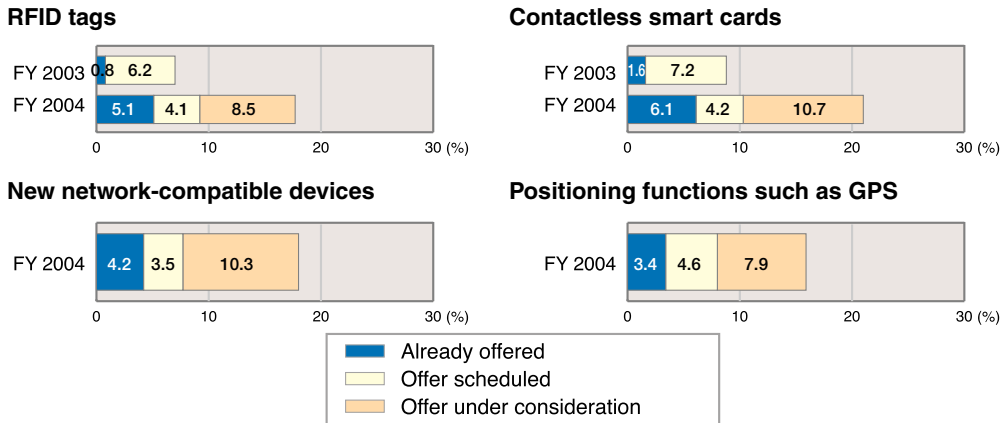 RFID tags
FY 2003 0.8 6.2
FY 2004 5.1 4.1 8.5
0 10 20 30 (%)
Contactless smart cards
FY 2003 1.6 7.2
FY 2004 6.1 4.2 10.7
0 10 20 30 (%)
New network-compatible devices
FY 2004 4.2 3.5 10.3
0 10 20 30 (%)
Positioning functions such as GPS
FY 2004 3.4 4.6 7.9
0 10 20 30 (%)
Already offered
Offer scheduled
Offer under consideration